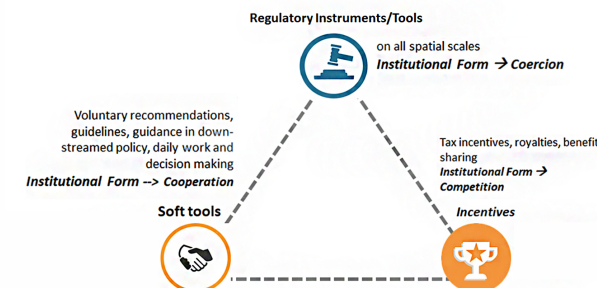 Regulatory Instruments/Tools
on all spatial scales
Institutional Form → Coercion
Voluntary recommendations,
guidelines, guidance in down-
streamed policy, daily work and
decision making
Institutional Form --> Cooperation
Tax incentives, royalties, benefit
sharing
Institutional Form →
Competition
Soft tools
Incentives